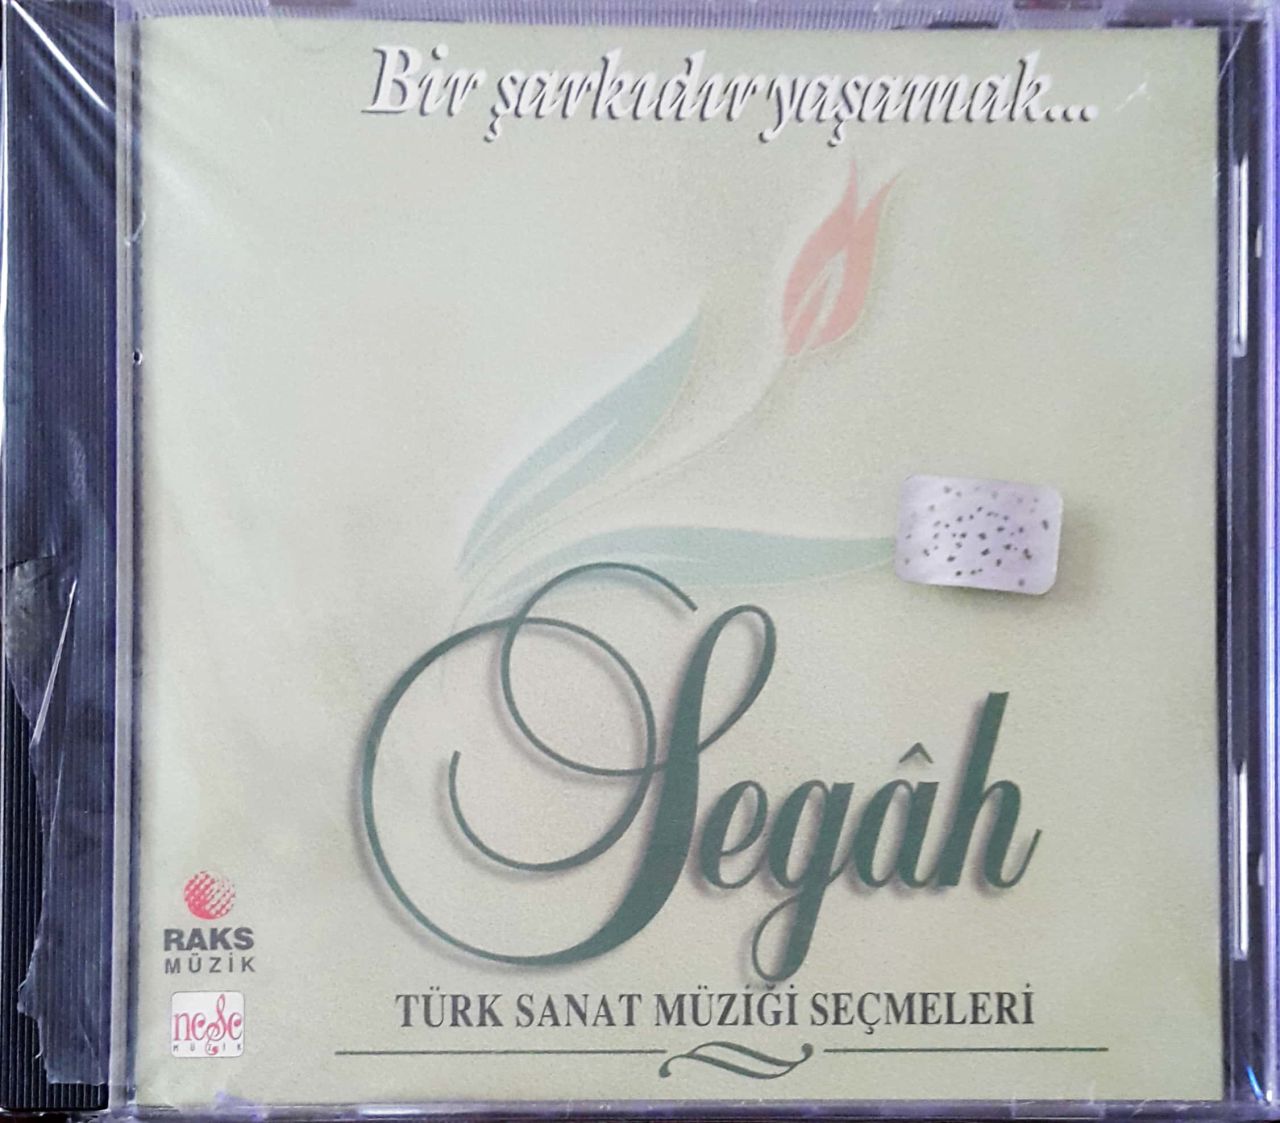 Bir şarkıdır yaşamak...
Segâh
TÜRK SANAT MÜZİĞİ SEÇMELERİ
RAKS
MÜZİK
neşe
MÜZİK